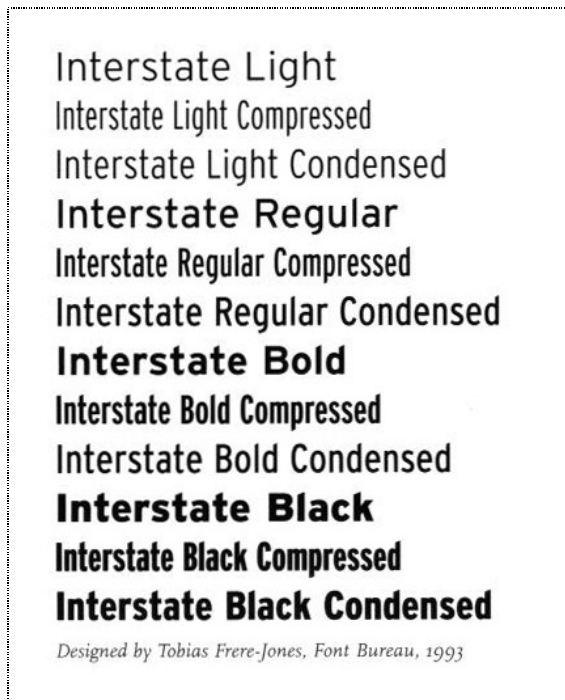 Interstate Light
Interstate Light Compressed
Interstate Light Condensed
Interstate Regular
Interstate Regular Compressed
Interstate Regular Condensed
Interstate Bold
Interstate Bold Compressed
Interstate Bold Condensed
Interstate Black
Interstate Black Compressed
Interstate Black Condensed
Designed by Tobias Frere-Jones, Font Bureau, 1993